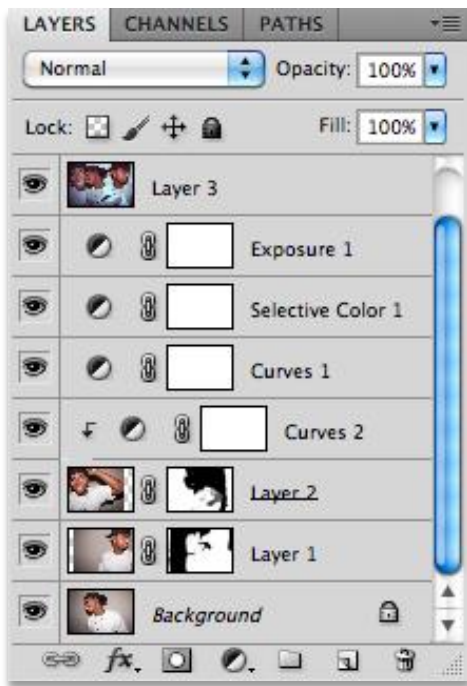 LAYERS CHANNELS PATHS
Normal Opacity: 100%
Lock: Fill: 100%
Layer 3
Exposure 1
Selective Color 1
Curves 1
Curves 2
Layer 2
Layer 1
Background
fx.